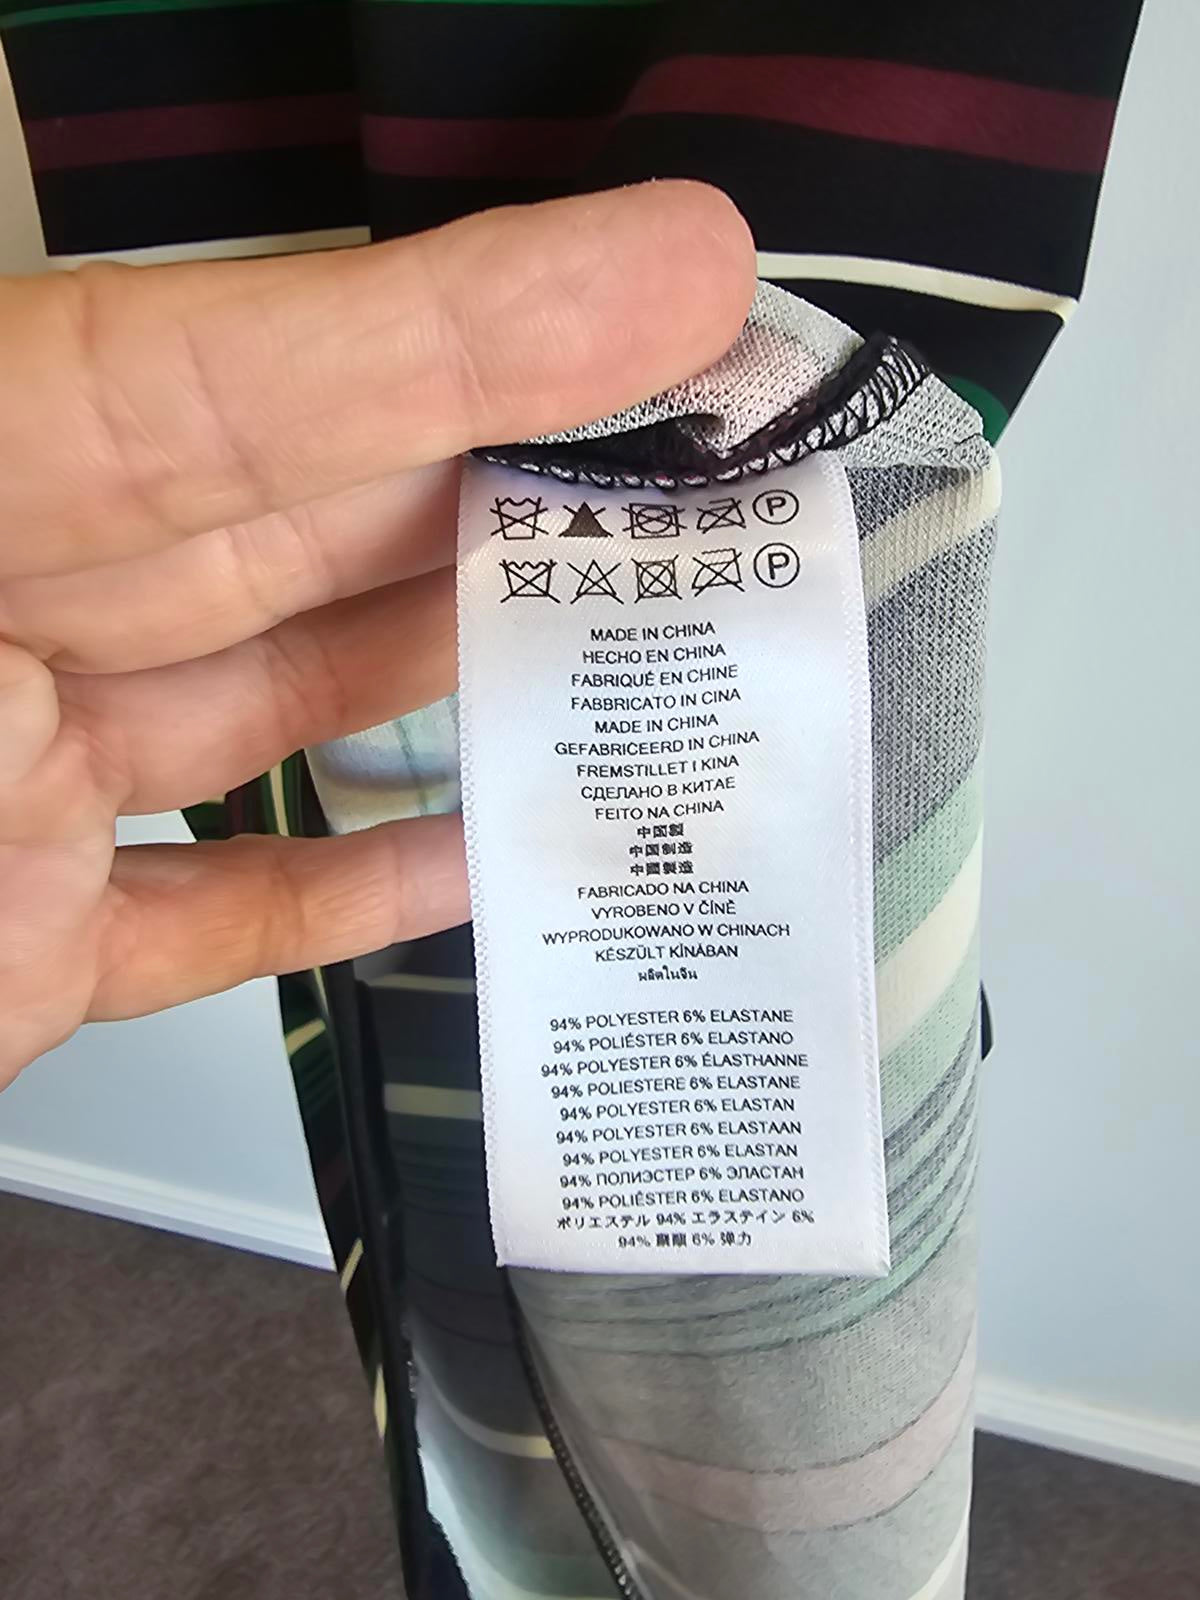 P
P
MADE IN CHINA
HECHO EN CHINA
FABRIQUÉ EN CHINE
FABBRICATO IN CINA
MADE IN CHINA
GEFABRICEERD IN CHINA
FREMSTILLET I KINA
СДЕЛАНО В КИТАЕ
FEITO NA CHINA
中国製
中国制造
中國製造
FABRICADO NA CHINA
VYROBENO V ČÍNĚ
WYPRODUKOWANO W CHINACH
KÉSZÜLT KÍNÁBAN
ผลิตในจีน
94% POLYESTER 6% ELASTANE
94% POLIÉSTER 6% ELASTANO
94% POLYESTER 6% ÉLASTHANNE
94% POLIESTERE 6% ELASTANE
94% POLYESTER 6% ELASTAN
94% POLYESTER 6% ELASTAAN
94% POLYESTER 6% ELASTAN
94% ПОЛИЭСТЕР 6% ЭЛАСТАН
94% POLIÉSTER 6% ELASTANO
ポリエステル 94% エラステイン 6%
94% 6% 弹力